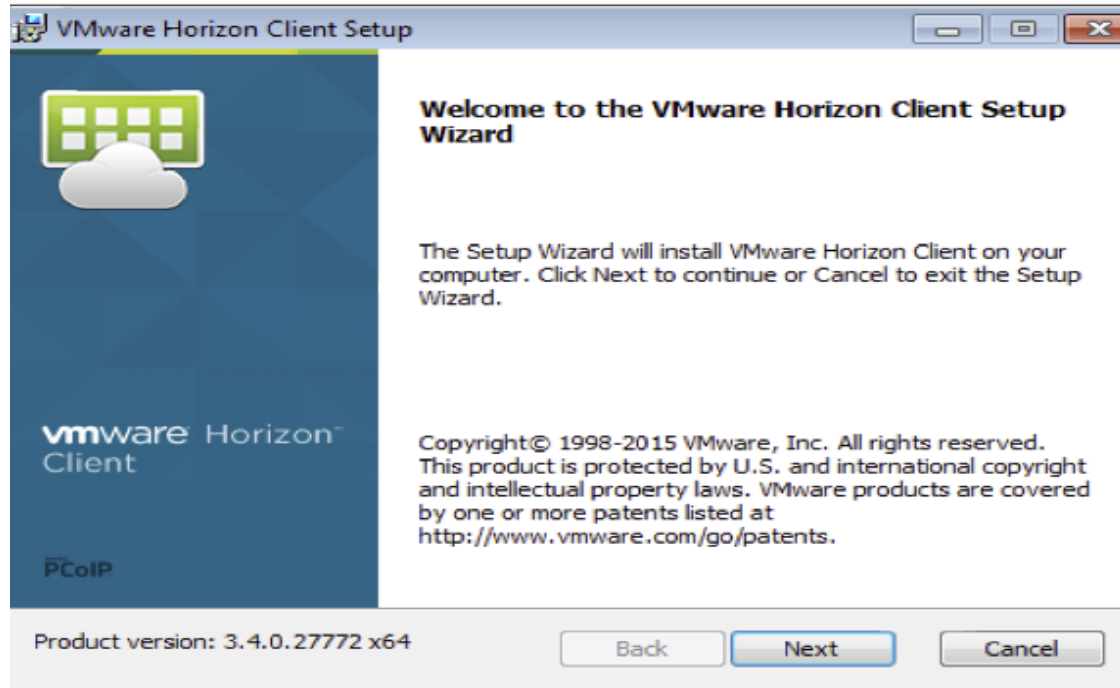 VMware Horizon Client Setup
Welcome to the VMware Horizon Client Setup
Wizard
The Setup Wizard will install VMware Horizon Client on your
computer. Click Next to continue or Cancel to exit the Setup
Wizard.
vmware Horizon™
Client
Copyright© 1998-2015 VMware, Inc. All rights reserved.
This product is protected by U.S. and international copyright
and intellectual property laws. VMware products are covered
by one or more patents listed at
http://www.vmware.com/go/patents.
PCoIP
Product version: 3.4.0.27772 x64
Back
Next
Cancel